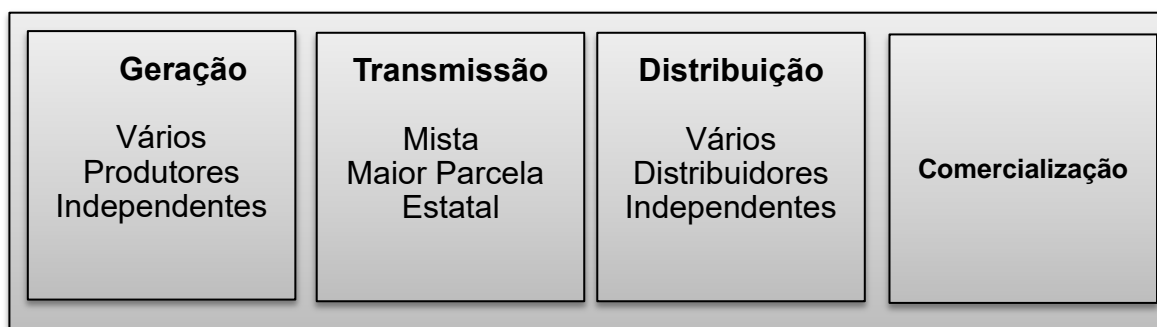 Geração
Vários
Produtores
Independentes
Transmissão
Mista
Maior Parcela
Estatal
Distribuição
Vários
Distribuidores
Independentes
Comercialização